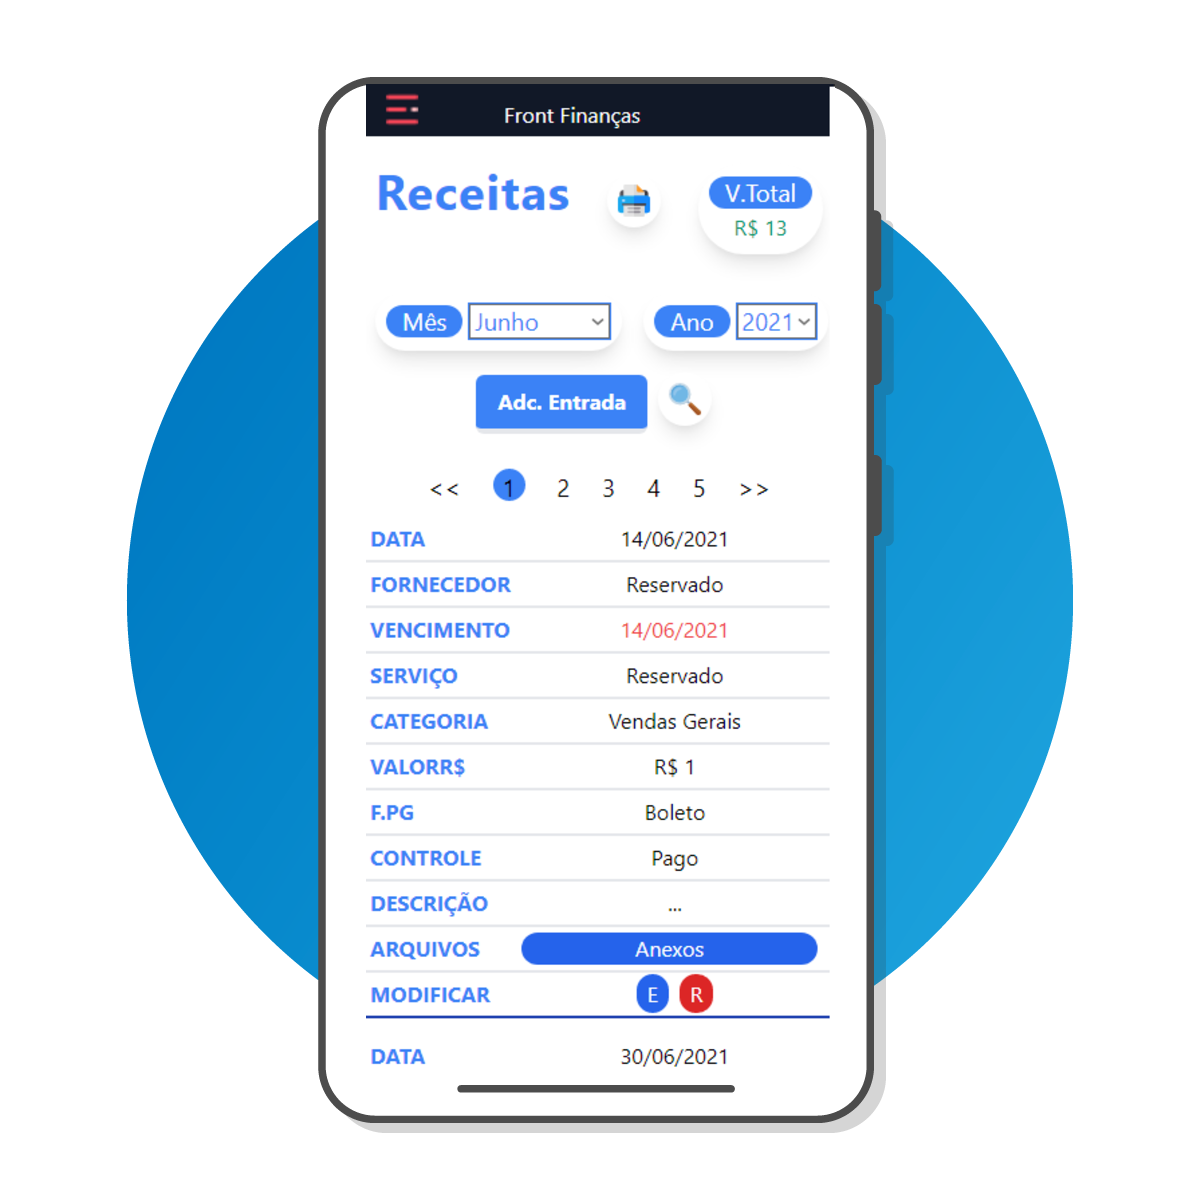 Front Finanças
Receitas
V.Total
R$ 13
Mês Junho Ano 2021
Adc. Entrada
<< 1 2 3 4 5 >>
DATA 14/06/2021
FORNECEDOR Reservado
VENCIMENTO 14/06/2021
SERVIÇO Reservado
CATEGORIA Vendas Gerais
VALORR$ R$ 1
F.PG Boleto
CONTROLE Pago
DESCRIÇÃO ...
ARQUIVOS Anexos
MODIFICAR E R
DATA 30/06/2021